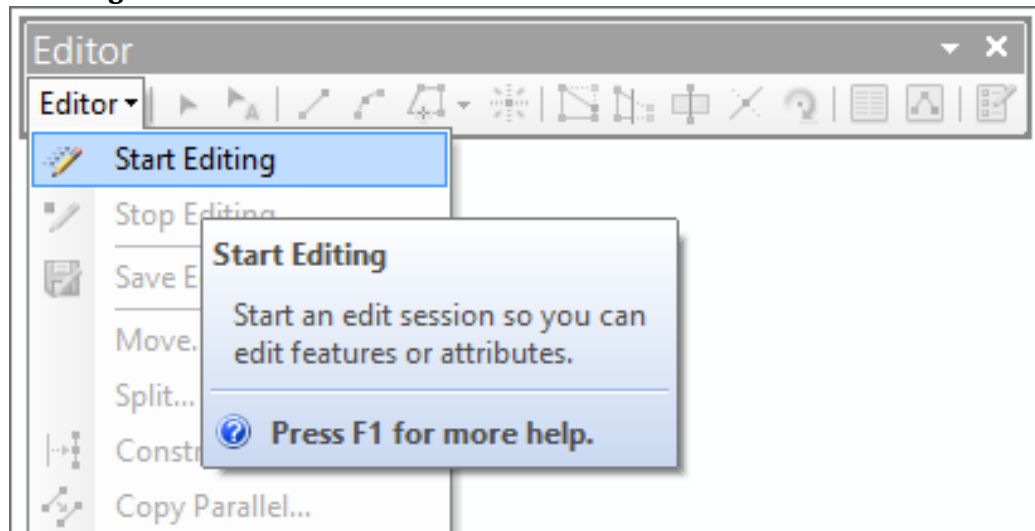 Editor
Editor
Start Editing
Stop Editing
Start Editing
Save E
Start an edit session so you can
edit features or attributes.
Move.
Split...
Press F1 for more help.
Constr
Copy Parallel...